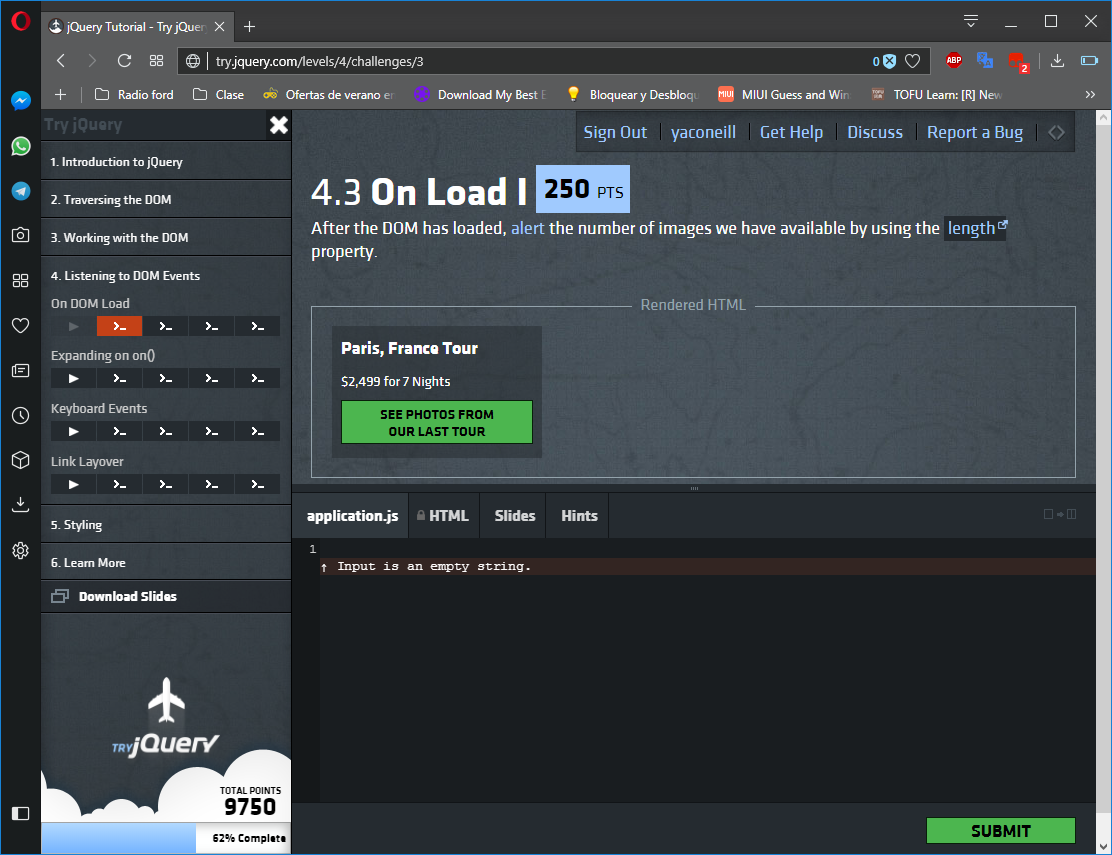 jQuery Tutorial - Try jQuer
try.jquery.com/levels/4/challenges/3
0
ABP
2
Radio ford
Clase
Ofertas de verano en
Download My Best E
Bloquear y Desbloqu
MIUI
MIUI Guess and Win
TOFU Learn: [R] New
Try jQuery
1. Introduction to jQuery
2. Traversing the DOM
3. Working with the DOM
4. Listening to DOM Events
On DOM Load
Expanding on on()
Keyboard Events
Link Layover
5. Styling
6. Learn More
Download Slides
TRY jQuery
TOTAL POINTS
9750
62% Complete
Sign Out
yaconeill
Get Help
Discuss
Report a Bug
4.3 On Load I 250 PTS
After the DOM has loaded, alert the number of images we have available by using the length
property.
Rendered HTML
Paris, France Tour
$2,499 for 7 Nights
SEE PHOTOS FROM
OUR LAST TOUR
application.js
HTML
Slides
Hints
1
↑ Input is an empty string.
SUBMIT